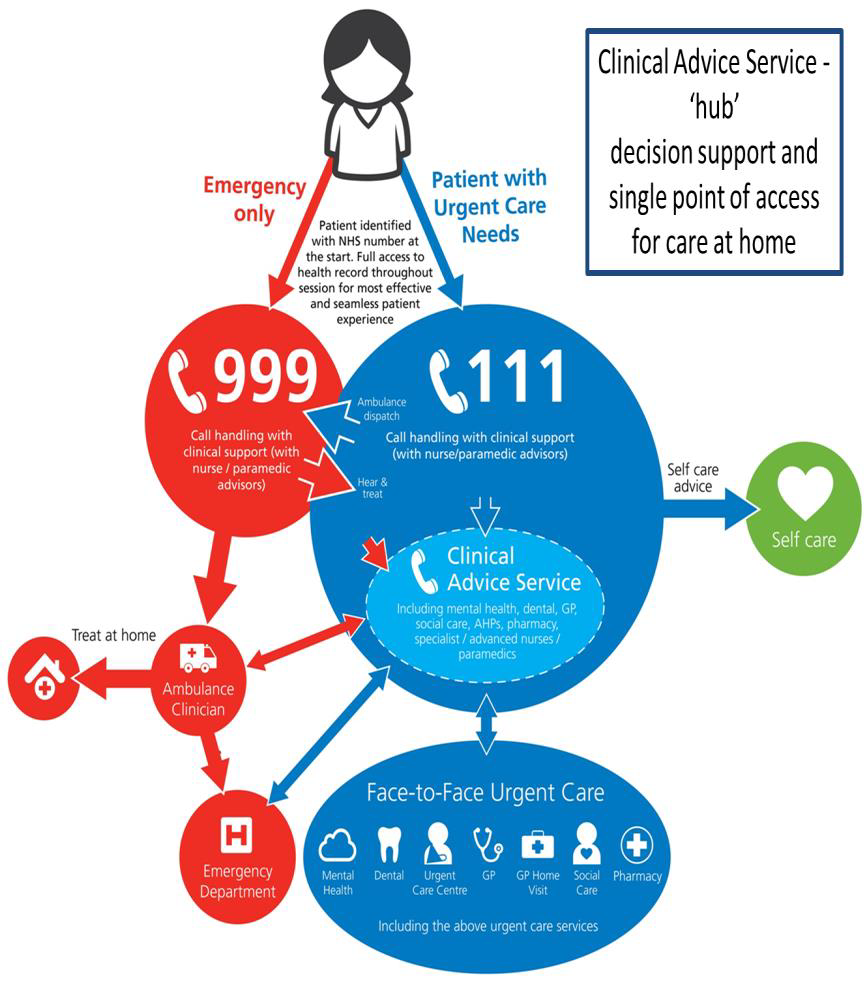 Clinical Advice Service -
‘hub’
decision support and
single point of access
for care at home
Emergency
only
Patient with
Urgent Care
Needs
Patient identified
with NHS number at
the start. Full access to
health record throughout
session for most effective
and seamless patient
experience
999
Call handling with
clinical support (with
nurse / paramedic
advisors)
Ambulance
dispatch
Hear &
treat
111
Call handling with clinical support
(with nurse/paramedic advisors)
Self care
advice
Self care
Clinical
Advice Service
Including mental health, dental, GP,
social care, AHPs, pharmacy,
specialist / advanced nurses /
paramedics
Treat at home
Ambulance
Clinician
H
Emergency
Department
Face-to-Face Urgent Care
Mental
Health
Dental
Urgent
Care Centre
GP
GP Home
Visit
Social
Care
Pharmacy
Including the above urgent care services